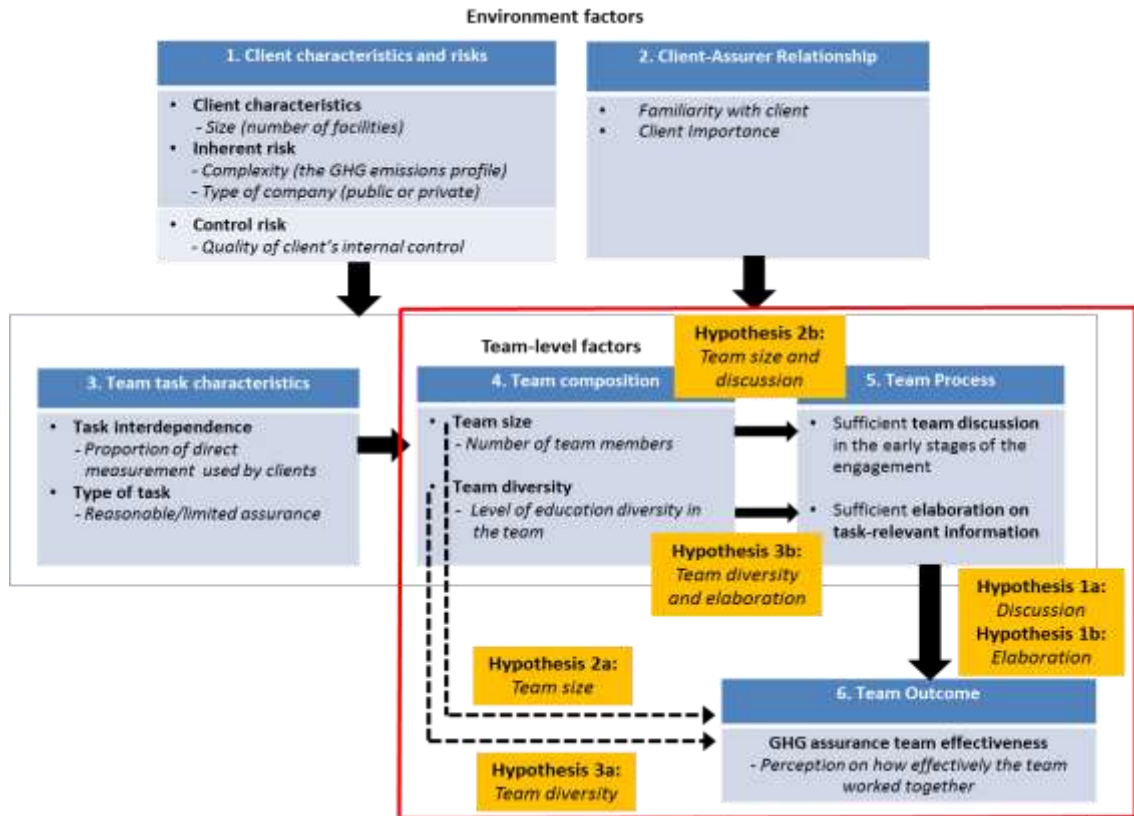 Environment factors
1. Client characteristics and risks
• Client characteristics
- Size (number of facilities)
• Inherent risk
- Complexity (the GHG emissions profile)
- Type of company (public or private)
• Control risk
- Quality of client's internal control
2. Client-Assurer Relationship
• Familiarity with client
• Client Importance
Team-level factors
3. Team task characteristics
• Task interdependence
- Proportion of direct
measurement used by clients
• Type of task
- Reasonable/limited assurance
4. Team composition
• Team size
- Number of team members
• Team diversity
- Level of education diversity in
the team
Hypothesis 2b:
Team size and
discussion
5. Team Process
• Sufficient team discussion
in the early stages of the
engagement
• Sufficient elaboration on
task-relevant information
Hypothesis 3b:
Team diversity
and elaboration
Hypothesis 1a:
Discussion
Hypothesis 1b:
Elaboration
Hypothesis 2a:
Team size
6. Team Outcome
GHG assurance team effectiveness
- Perception on how effectively the team
worked together
Hypothesis 3a:
Team diversity